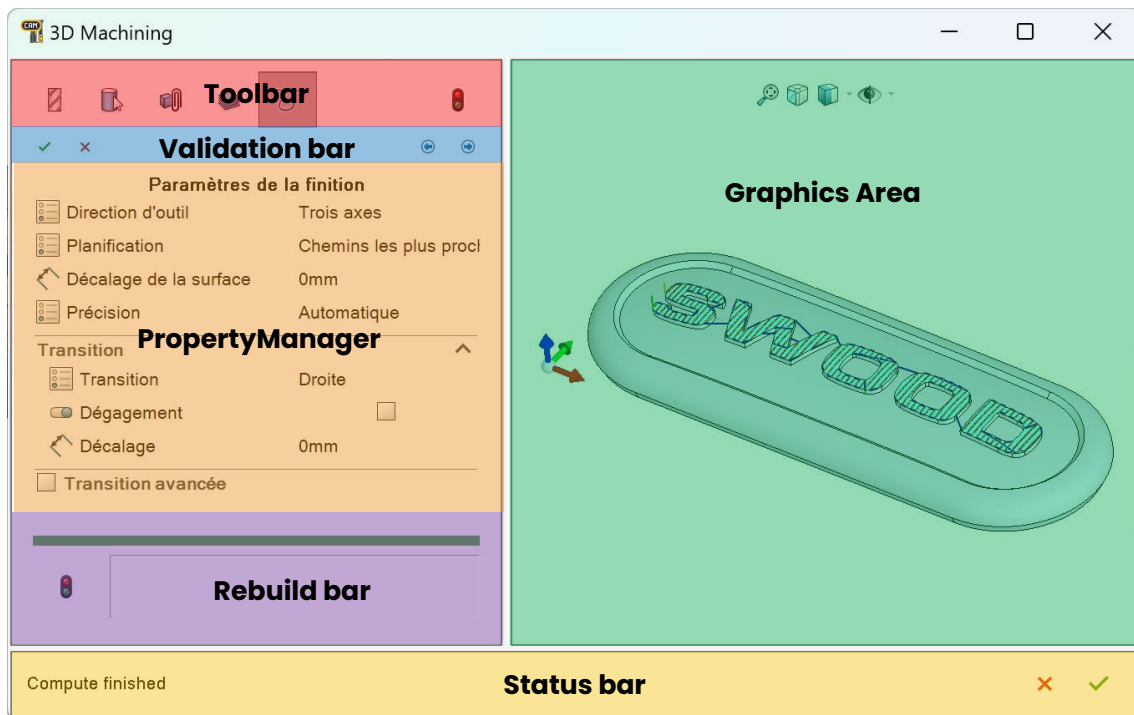 CAM
3D Machining
Toolbar
Validation bar
Paramètres de la finition
Direction d'outil Trois axes
Planification Chemins les plus procl
Décalage de la surface 0mm
Précision Automatique
PropertyManager
Transition
Transition Droite
Dégagement
Décalage 0mm
Transition avancée
Rebuild bar
Graphics Area
SWOOD
Compute finished
Status bar